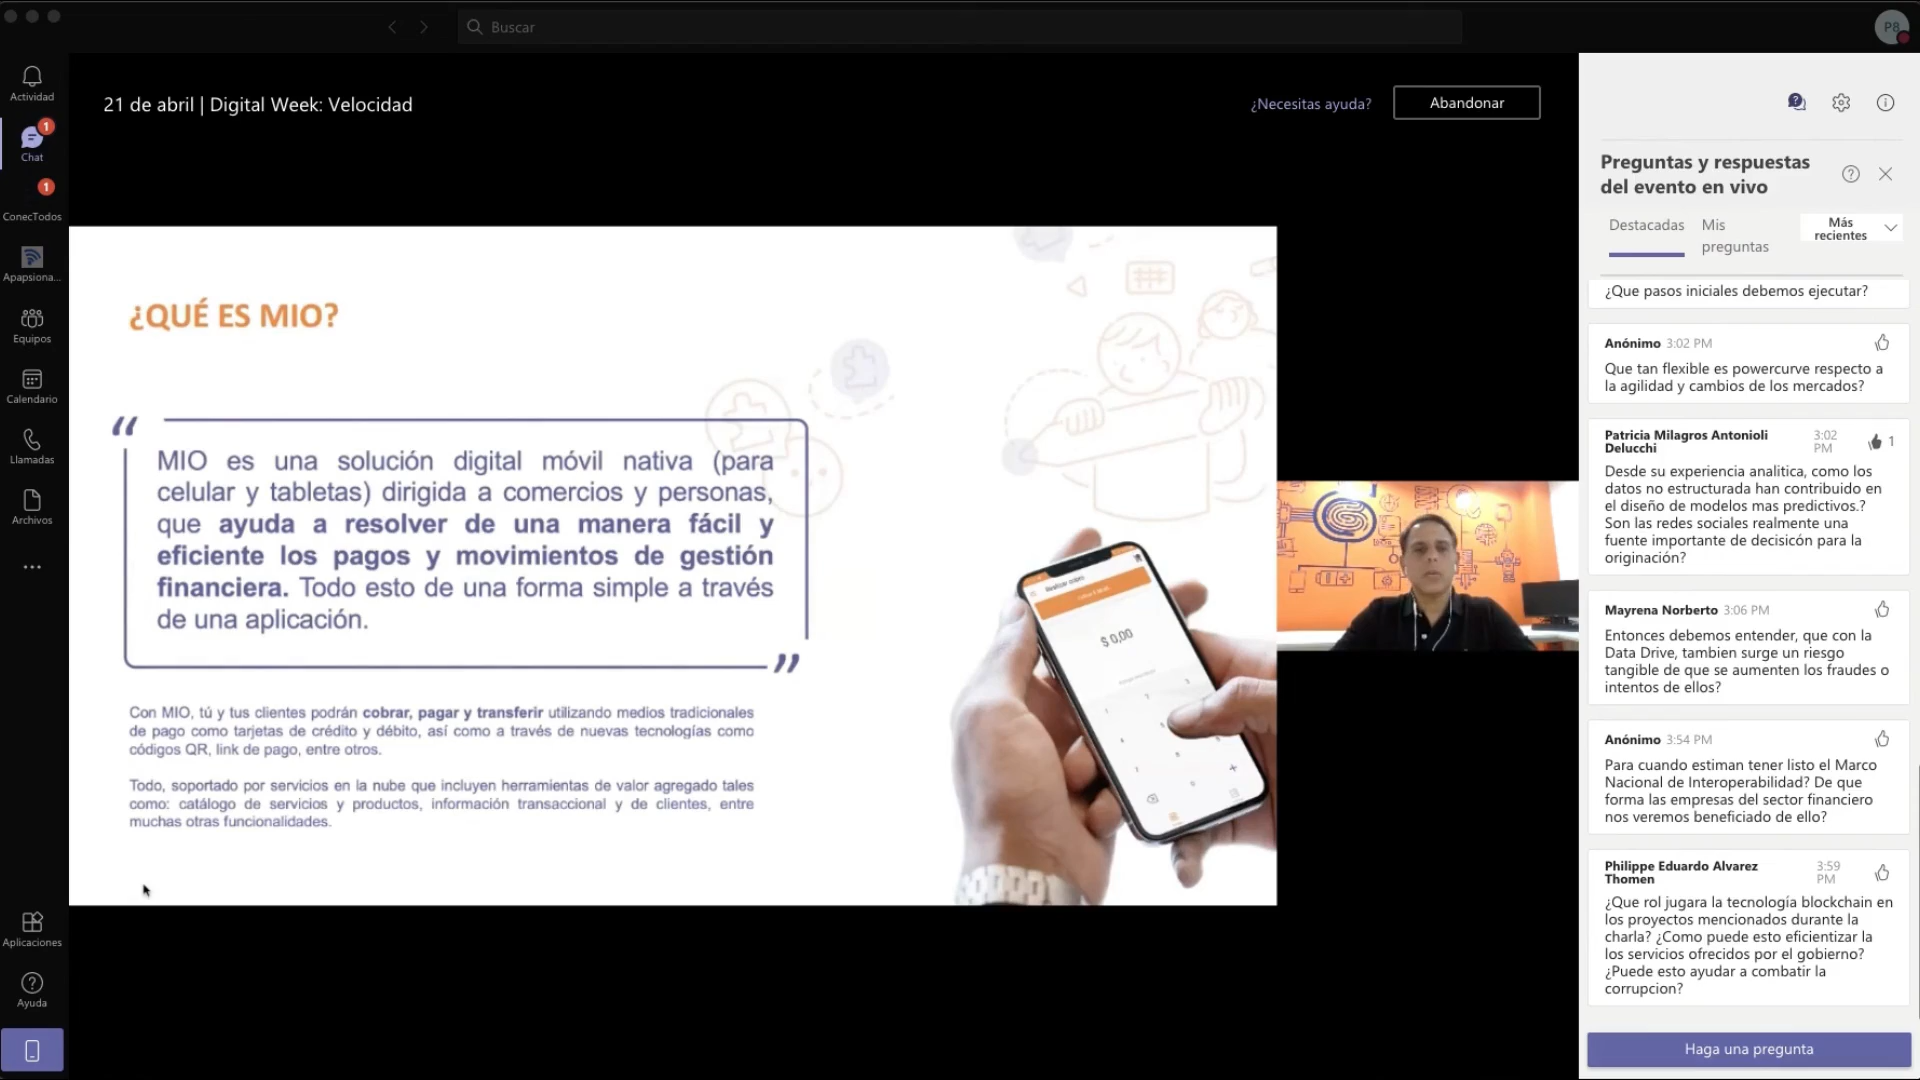 Buscar
P8
Actividad
1
Chat
1
ConecTodos
Apapsiona...
Equipos
Calendario
Llamadas
Archivos
Aplicaciones
Ayuda
21 de abril | Digital Week: Velocidad
¿Necesitas ayuda?
Abandonar
¿QUÉ ES MIO?
“
MIO es una solución digital móvil nativa (para
celular y tabletas) dirigida a comercios y personas,
que ayuda a resolver de una manera fácil y
eficiente los pagos y movimientos de gestión
financiera. Todo esto de una forma simple a través
de una aplicación.
”
Con MIO, tú y tus clientes podrán cobrar, pagar y transferir utilizando medios tradicionales
de pago como tarjetas de crédito y débito, así como a través de nuevas tecnologías como
códigos QR, link de pago, entre otros.
Todo, soportado por servicios en la nube que incluyen herramientas de valor agregado tales
como: catálogo de servicios y productos, información transaccional y de clientes, entre
muchas otras funcionalidades.
$ 0,00
Preguntas y respuestas
del evento en vivo
Destacadas
Mis
preguntas
Más
recientes
¿Que pasos iniciales debemos ejecutar?
Anónimo 3:02 PM
Que tan flexible es powercurve respecto a
la agilidad y cambios de los mercados?
Patricia Milagros Antonioli
Delucchi
3:02
PM
1
Desde su experiencia analitica, como los
datos no estructurada han contribuido en
el diseño de modelos mas predictivos.?
Son las redes sociales realmente una
fuente importante de decisicón para la
originación?
Mayrena Norberto 3:06 PM
Entonces debemos entender, que con la
Data Drive, tambien surge un riesgo
tangible de que se aumenten los fraudes o
intentos de ellos?
Anónimo 3:54 PM
Para cuando estiman tener listo el Marco
Nacional de Interoperabilidad? De que
forma las empresas del sector financiero
nos veremos beneficiado de ello?
Philippe Eduardo Alvarez
Thomen
3:59
PM
¿Que rol jugara la tecnología blockchain en
los proyectos mencionados durante la
charla? ¿Como puede esto eficientizar la
los servicios ofrecidos por el gobierno?
¿Puede esto ayudar a combatir la
corrupcion?
Haga una pregunta